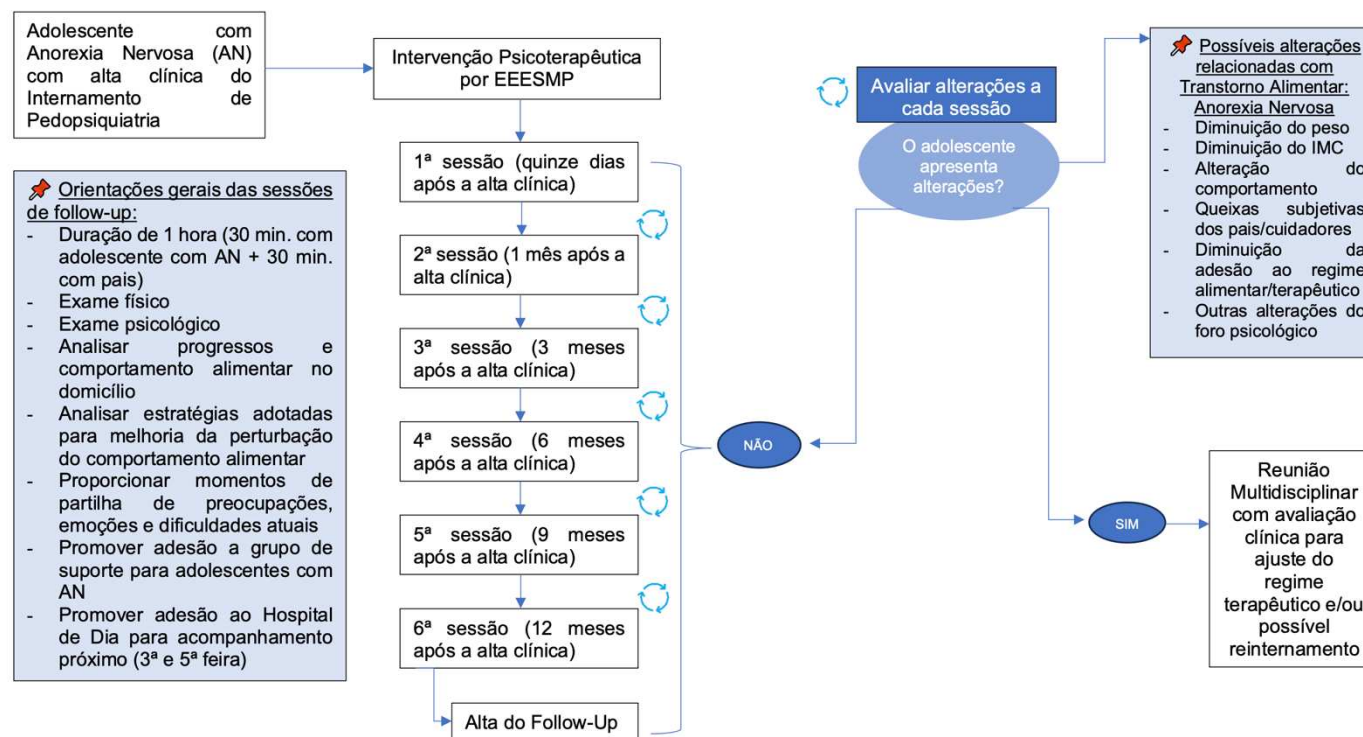 Adolescente com
Anorexia Nervosa (AN)
com alta clínica do
Internamento de
Pedopsiquiatria
Intervenção Psicoterapêutica
por EEESMP
Orientações gerais das sessões
de follow-up:
- Duração de 1 hora (30 min. com
adolescente com AN + 30 min.
com pais)
- Exame físico
- Exame psicológico
- Analisar progressos e
comportamento alimentar no
domicílio
- Analisar estratégias adotadas
para melhoria da perturbação
do comportamento alimentar
- Proporcionar momentos de
partilha de preocupações,
emoções e dificuldades atuais
- Promover adesão a grupo de
suporte para adolescentes com
AN
- Promover adesão ao Hospital
de Dia para acompanhamento
próximo (3ª e 5ª feira)
1ª sessão (quinze dias
após a alta clínica)
2ª sessão (1 mês após a
alta clínica)
3ª sessão (3 meses
após a alta clínica)
4ª sessão (6 meses
após a alta clínica)
5ª sessão (9 meses
após a alta clínica)
6ª sessão (12 meses
após a alta clínica)
Alta do Follow-Up
Avaliar alterações a
cada sessão
O adolescente
apresenta
alterações?
NÃO
SIM
Possíveis alterações
relacionadas com
Transtorno Alimentar:
Anorexia Nervosa
- Diminuição do peso
- Diminuição do IMC
- Alteração do
comportamento
- Queixas subjetivas
dos pais/cuidadores
- Diminuição da
adesão ao regime
alimentar/terapêutico
- Outras alterações do
foro psicológico
Reunião
Multidisciplinar
com avaliação
clínica para
ajuste do
regime
terapêutico e/ou
possível
reinternamento